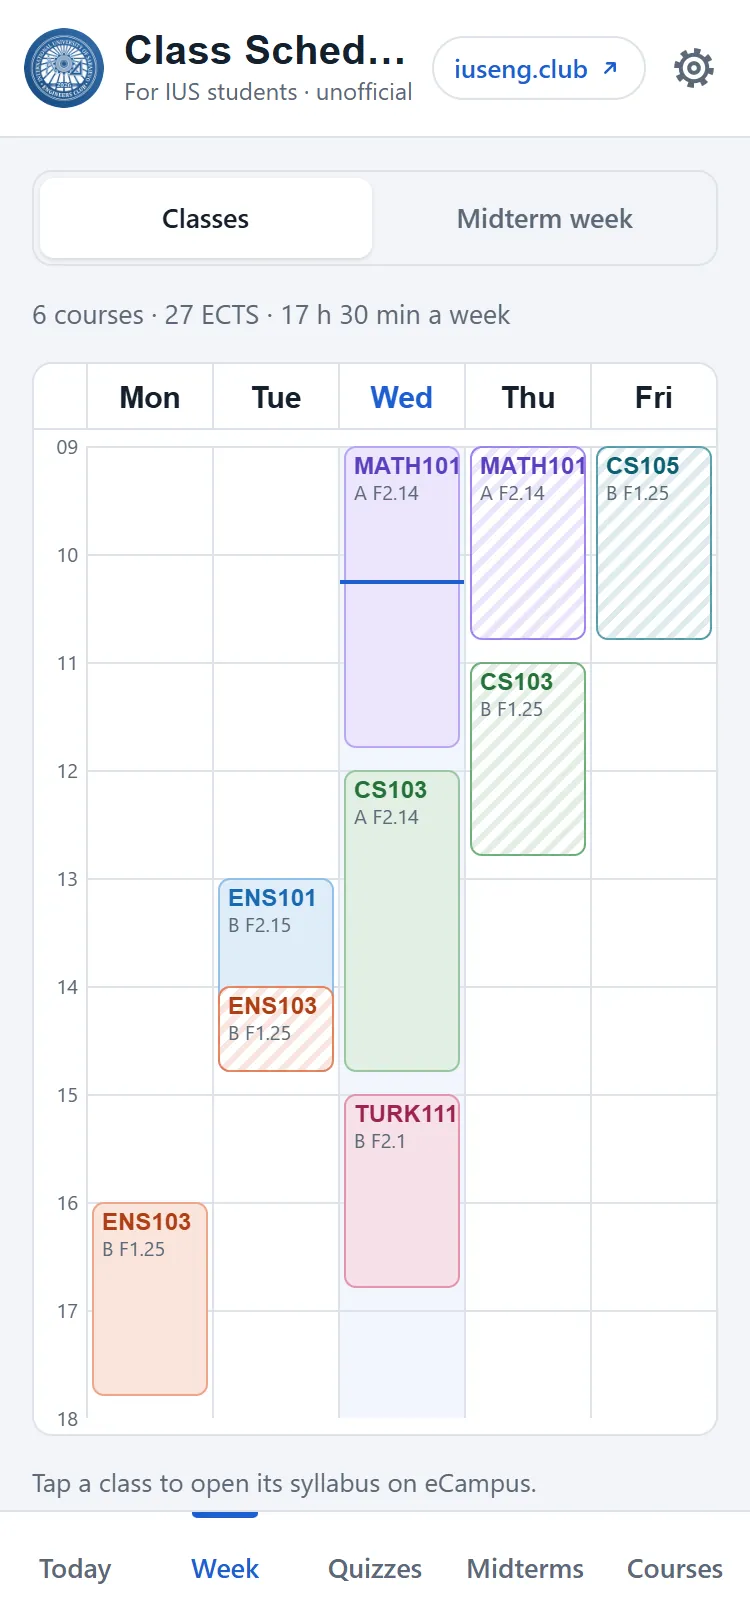 Class Sched...
For IUS students · unofficial
iuseng.club ↗
Classes
Midterm week
6 courses · 27 ECTS · 17 h 30 min a week
Mon Tue Wed Thu Fri
09
MATH101
A F2.14
MATH101
A F2.14
CS105
B F1.25
10
11
CS103
B F1.25
12
CS103
A F2.14
13
ENS101
B F2.15
14
ENS103
B F1.25
15
TURK111
B F2.1
16
ENS103
B F1.25
17
18
Tap a class to open its syllabus on eCampus.
Today Week Quizzes Midterms Courses